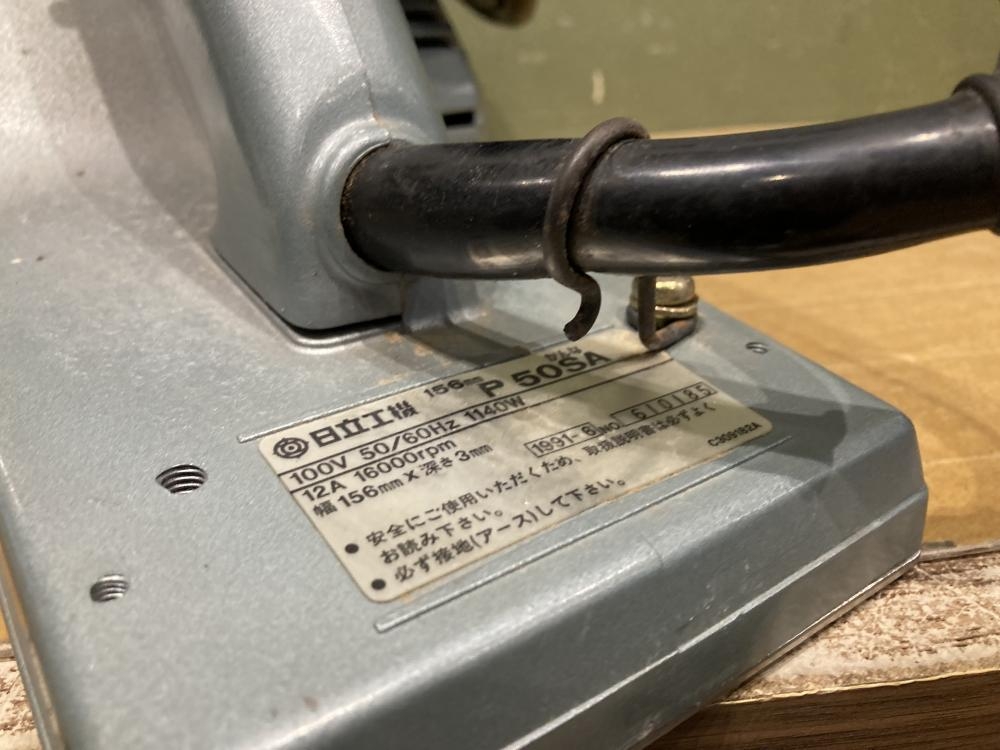 日立工機 156mm P 50SA かんな
100V 50/60Hz 1140W
12A 16000rpm 1991-6 NO. 610185
幅 156mm x 深さ 3mm
● 安全にご使用いただくため、取扱説明書は必ずよく
お読み下さい。
● 必ず接地(アース)して下さい。
C309182A